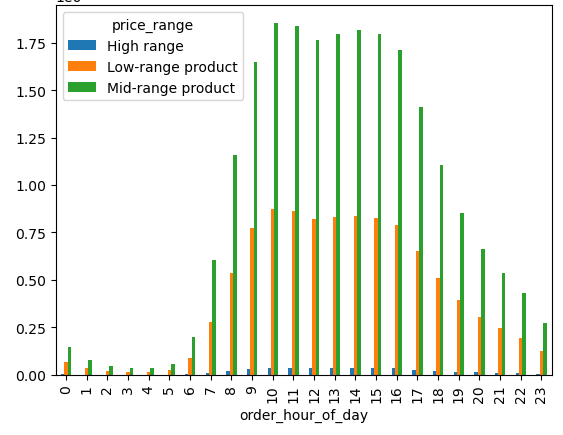 1e6
price_range
High range
Low-range product
Mid-range product
1.75
1.50
1.25
1.00
0.75
0.50
0.25
0.00
0 1 2 3 4 5 6 7 8 9 10 11 12 13 14 15 16 17 18 19 20 21 22 23
order_hour_of_day